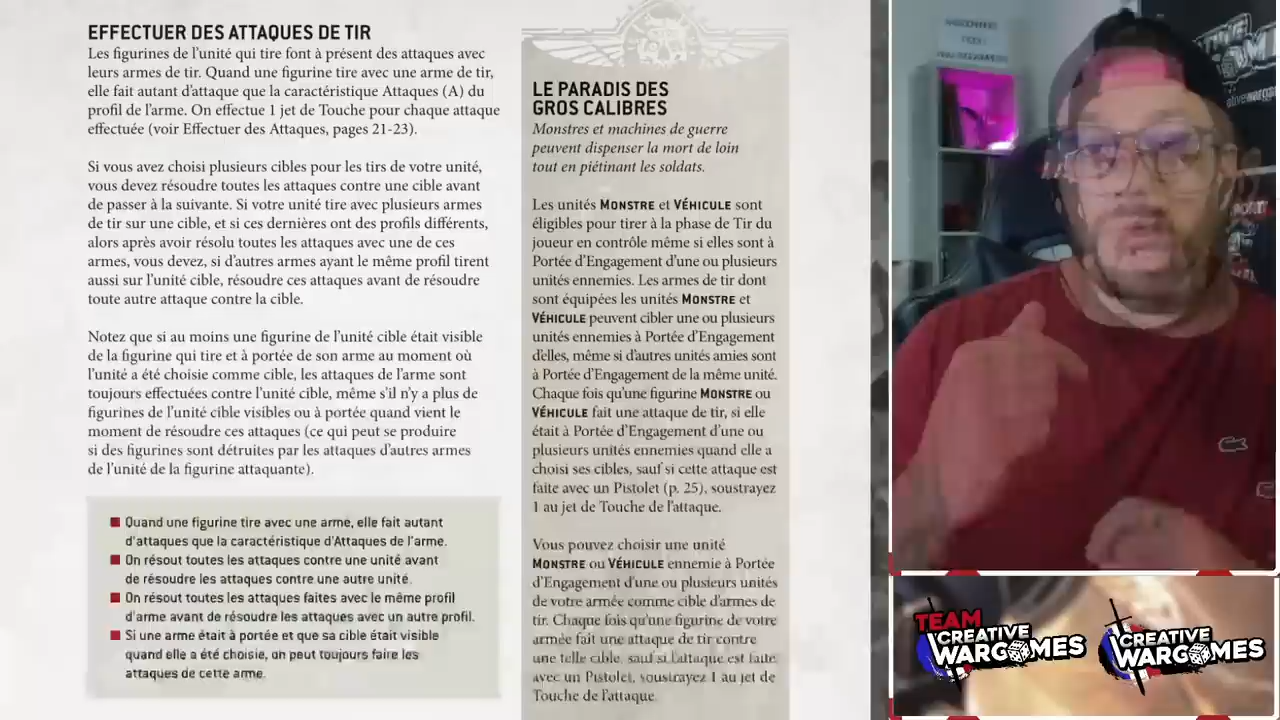 EFFECTUER DES ATTAQUES DE TIR
Les figurines de l'unité qui tire font à présent des attaques avec
leurs armes de tir. Quand une figurine tire avec une arme de tir,
elle fait autant d'attaque que la caractéristique Attaques (A) du
profil de l'arme. On effectue 1 jet de Touche pour chaque attaque
effectuée (voir Effectuer des Attaques, pages 21-23).
Si vous avez choisi plusieurs cibles pour les tirs de votre unité,
vous devez résoudre toutes les attaques contre une cible avant
de passer à la suivante. Si votre unité tire avec plusieurs armes
de tir sur une cible, et si ces dernières ont des profils différents,
alors après avoir résolu toutes les attaques avec une de ces
armes, vous devez, si d'autres armes ayant le même profil tirent
aussi sur l'unité cible, résoudre ces attaques avant de résoudre
toute autre attaque contre la cible.
Notez que si au moins une figurine de l'unité cible était visible
de la figurine qui tire et à portée de son arme au moment où
l'unité a été choisie comme cible, les attaques de l'arme sont
toujours effectuées contre l'unité cible, même s'il n'y a plus de
figurines de l'unité cible visibles ou à portée quand vient le
moment de résoudre ces attaques (ce qui peut se produire
si des figurines sont détruites par les attaques d'autres armes
de l'unité de la figurine attaquante).
Quand une figurine tire avec une arme, elle fait autant
d'attaques que la caractéristique d'Attaques de l'arme.
On résout toutes les attaques contre une unité avant
de résoudre les attaques contre une autre unité.
On résout toutes les attaques faites avec le même profil
d'arme avant de résoudre les attaques avec un autre profil.
Si une arme était à portée et que sa cible était visible
quand elle a été choisie, on peut toujours faire les
attaques de cette arme.
LE PARADIS DES
GROS CALIBRES
Monstres et machines de guerre
peuvent dispenser la mort de loin
tout en piétinant les soldats.
Les unités MONSTRE et VÉHICULE sont
éligibles pour tirer à la phase de Tir du
joueur en contrôle même si elles sont à
Portée d'Engagement d'une ou plusieurs
unités ennemies. Les armes de tir dont
sont équipées les unités MONSTRE et
VÉHICULE peuvent cibler une ou plusieurs
unités ennemies à Portée d'Engagement
d'elles, même si d'autres unités amies sont
à Portée d'Engagement de la même unité.
Chaque fois qu'une figurine MONSTRE ou
VÉHICULE fait une attaque de tir, si elle
était à Portée d'Engagement d'une ou
plusieurs unités ennemies quand elle a
choisi ses cibles, sauf si cette attaque est
faite avec un Pistolet (p. 25), soustrayez
1 au jet de Touche de l'attaque.
Vous pouvez choisir une unité
MONSTRE ou VÉHICULE ennemie à Portée
d'Engagement d'une ou plusieurs unités
de votre armée comme cible d'armes de
tir. Chaque fois qu'une figurine de votre
armée fait une attaque de tir contre
une telle cible, sauf si l'attaque est faite
avec un Pistolet, soustrayez 1 au jet de
Touche de l'attaque.
TEAM
CREATIVE
WARGAMES
CREATIVE
WARGAMES